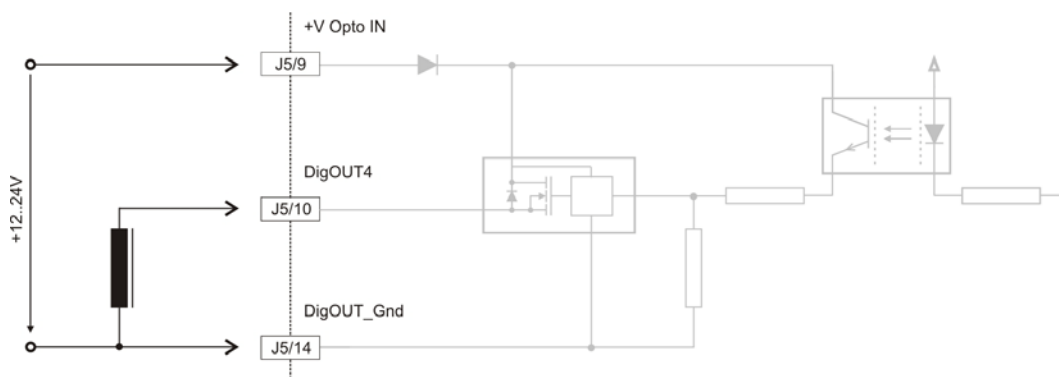 +V Opto IN
J5/9
+12..24V
DigOUT4
J5/10
DigOUT_Gnd
J5/14